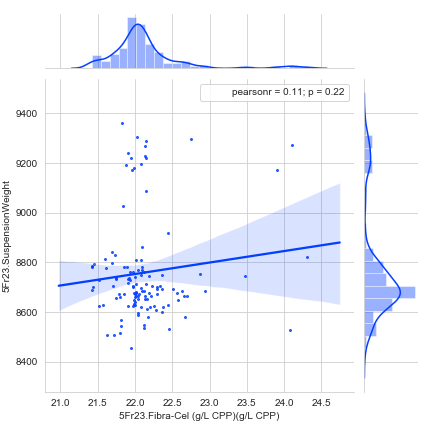 pearsonr = 0.11; p = 0.22
9400
9200
9000
8800
8600
8400
5Fr23.SuspensionWeight
21.0 21.5 22.0 22.5 23.0 23.5 24.0 24.5
5Fr23.Fibra-Cel (g/L CPP)(g/L CPP)